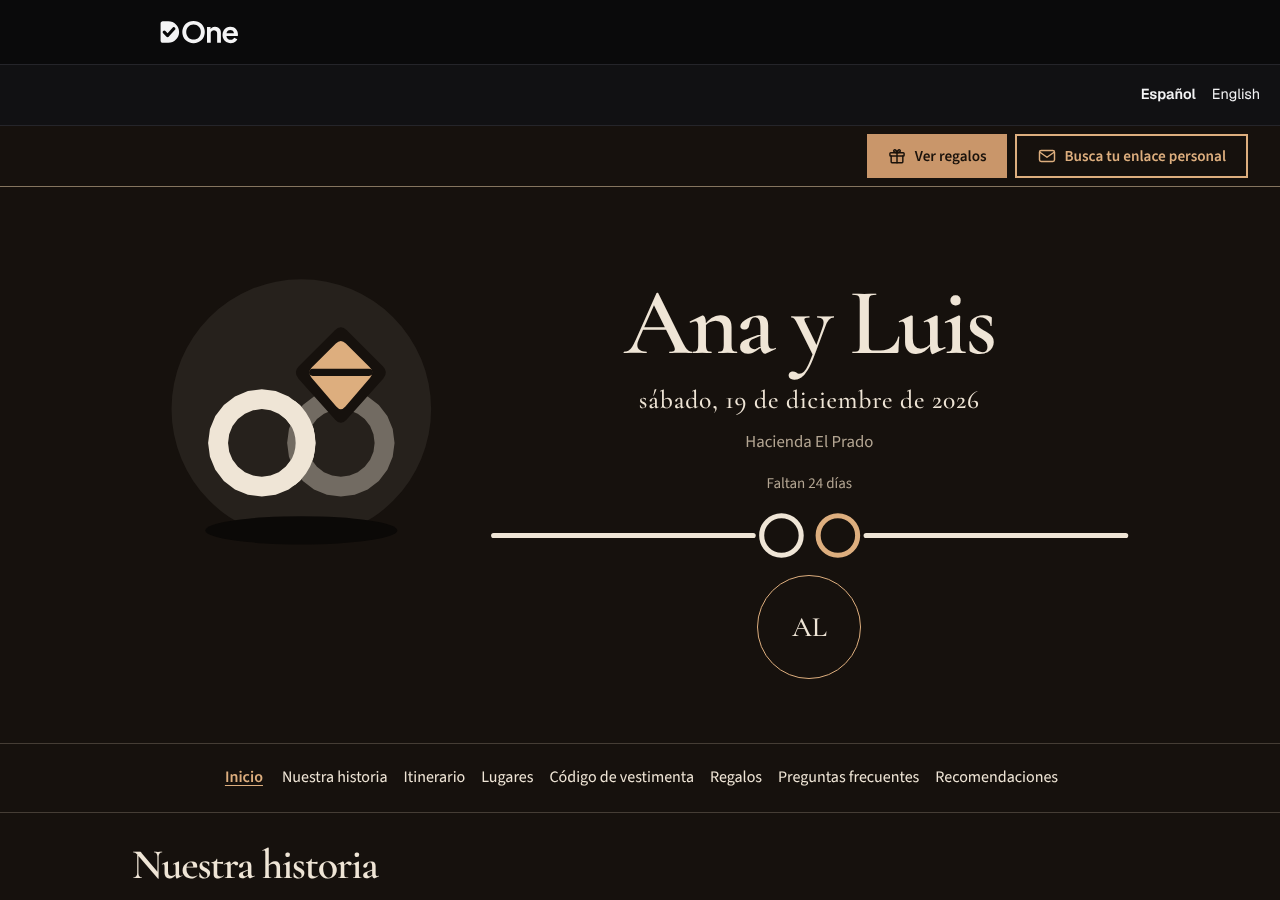 One
Español English
Ver regalos Busca tu enlace personal
Ana y Luis
sábado, 19 de diciembre de 2026
Hacienda El Prado
Faltan 24 días
AL
Inicio Nuestra historia Itinerario Lugares Código de vestimenta Regalos Preguntas frecuentes Recomendaciones
Nuestra historia